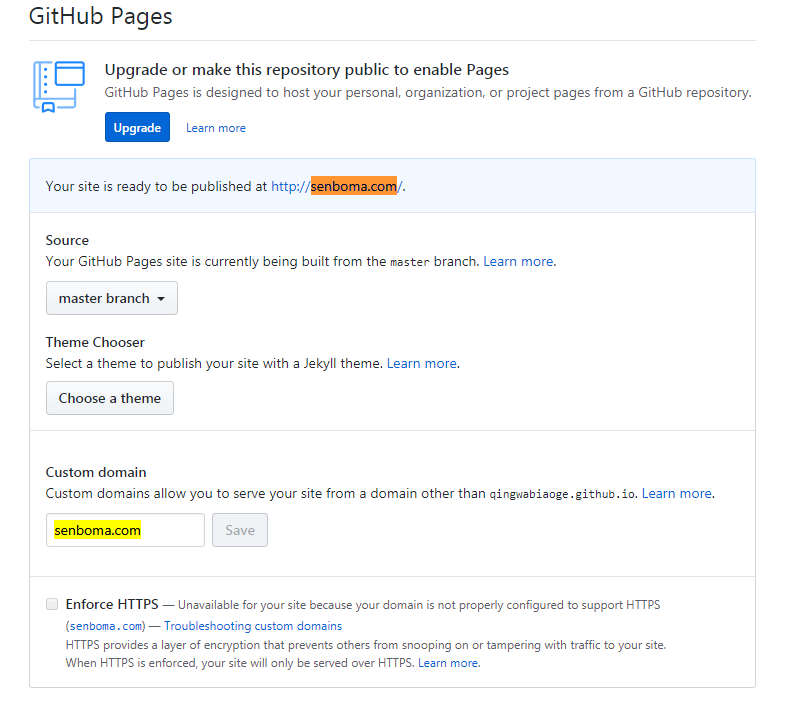 GitHub Pages
Upgrade or make this repository public to enable Pages
GitHub Pages is designed to host your personal, organization, or project pages from a GitHub repository.
Upgrade Learn more
Your site is ready to be published at http://senboma.com/.
Source
Your GitHub Pages site is currently being built from the master branch. Learn more.
master branch
Theme Chooser
Select a theme to publish your site with a Jekyll theme. Learn more.
Choose a theme
Custom domain
Custom domains allow you to serve your site from a domain other than qingwabiaoge.github.io. Learn more.
senboma.com Save
Enforce HTTPS — Unavailable for your site because your domain is not properly configured to support HTTPS
(senboma.com) — Troubleshooting custom domains
HTTPS provides a layer of encryption that prevents others from snooping on or tampering with traffic to your site.
When HTTPS is enforced, your site will only be served over HTTPS. Learn more.